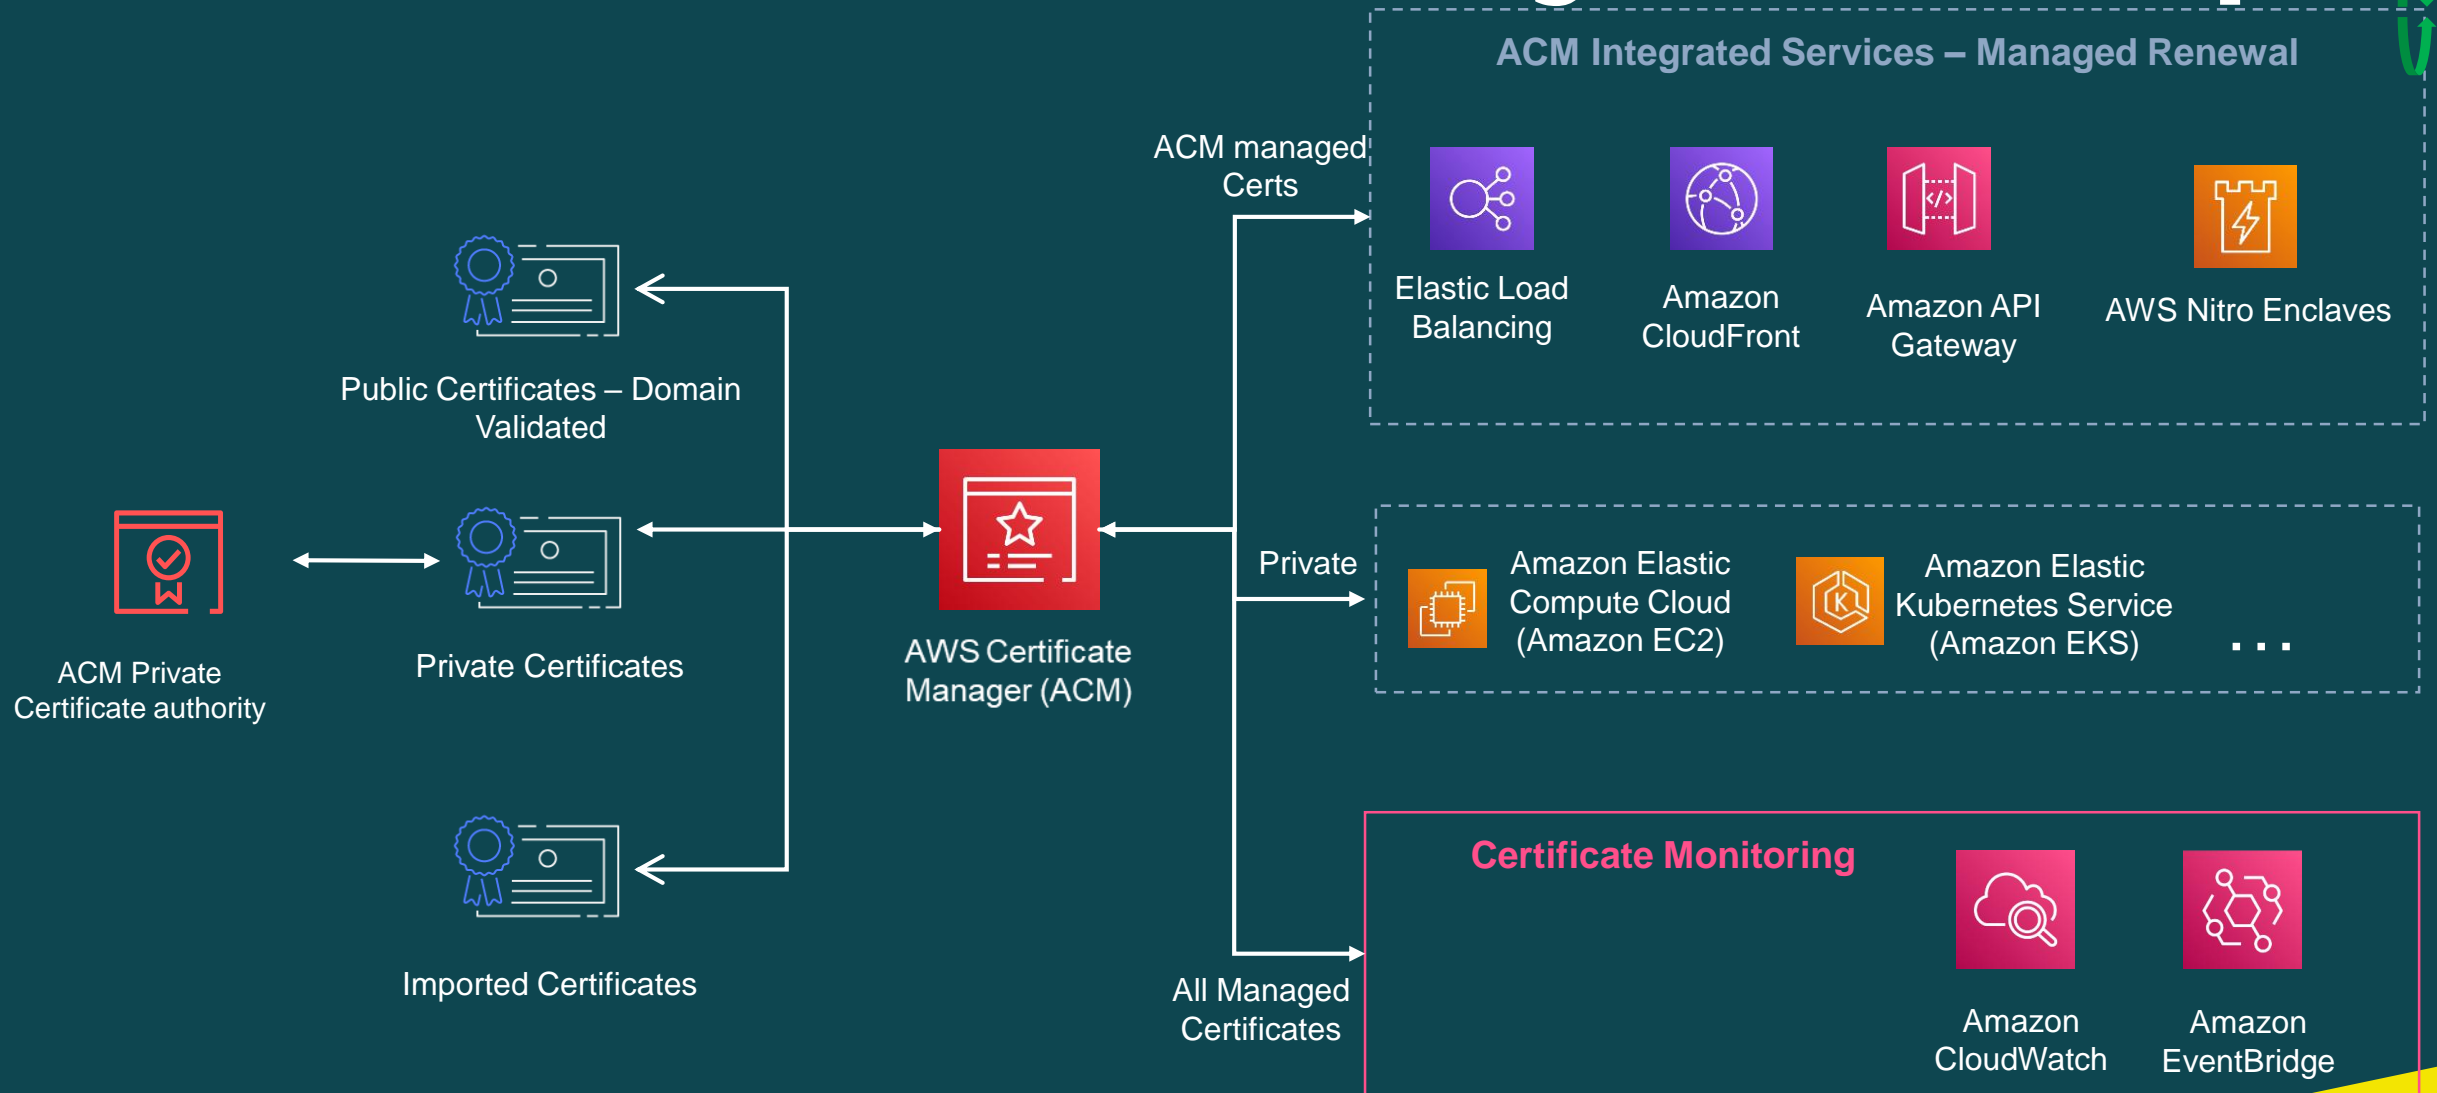 ACM Integrated Services – Managed Renewal
ACM managed
Certs
Elastic Load
Balancing
Amazon
CloudFront
Amazon API
Gateway
AWS Nitro Enclaves
Public Certificates – Domain
Validated
Private
Amazon Elastic
Compute Cloud
(Amazon EC2)
Amazon Elastic
Kubernetes Service
(Amazon EKS)
...
AWS Certificate
Manager (ACM)
Private Certificates
ACM Private
Certificate authority
Certificate Monitoring
Imported Certificates
All Managed
Certificates
Amazon
CloudWatch
Amazon
EventBridge